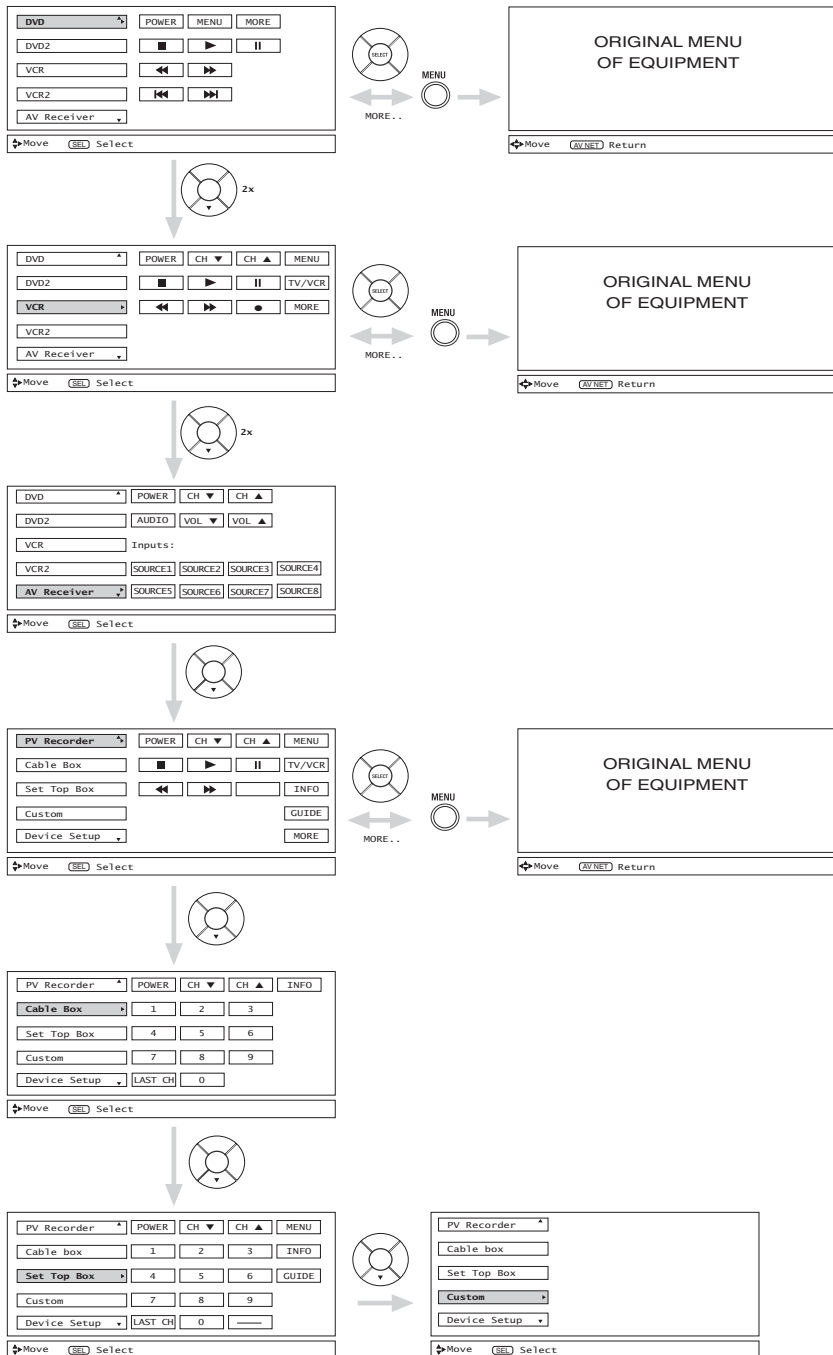 DVD POWER MENU MORE
DVD2
VCR
VCR2
AV Receiver
Move SEL Select
SELECT
MENU
MORE..
ORIGINAL MENU
OF EQUIPMENT
Move AV NET Return
2x
DVD POWER CH ▼ CH ▲ MENU
DVD2 TV/VCR
VCR MORE
VCR2
AV Receiver
Move SEL Select
SELECT
MENU
MORE..
ORIGINAL MENU
OF EQUIPMENT
Move AV NET Return
2x
DVD POWER CH ▼ CH ▲
DVD2 AUDIO VOL ▼ VOL ▲
VCR Inputs:
VCR2 SOURCE1 SOURCE2 SOURCE3 SOURCE4
AV Receiver SOURCE5 SOURCE6 SOURCE7 SOURCE8
Move SEL Select
PV Recorder POWER CH ▼ CH ▲ MENU
Cable Box TV/VCR
Set Top Box INFO
Custom GUIDE
Device Setup MORE
Move SEL Select
SELECT
MENU
MORE..
ORIGINAL MENU
OF EQUIPMENT
Move AV NET Return
PV Recorder POWER CH ▼ CH ▲ INFO
Cable Box 1 2 3
Set Top Box 4 5 6
Custom 7 8 9
Device Setup LAST CH 0
Move SEL Select
PV Recorder POWER CH ▼ CH ▲ MENU
Cable box 1 2 3 INFO
Set Top Box 4 5 6 GUIDE
Custom 7 8 9
Device Setup LAST CH 0 —
Move SEL Select
PV Recorder
Cable box
Set Top Box
Custom
Device Setup
Move SEL Select